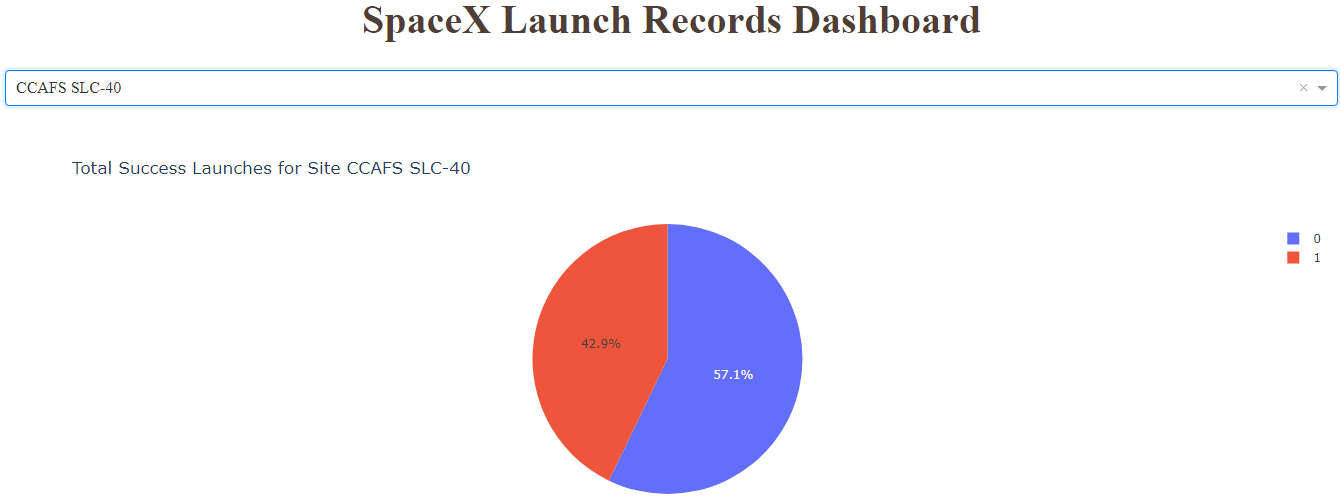 SpaceX Launch Records Dashboard
CCAFS SLC-40
×
Total Success Launches for Site CCAFS SLC-40
0
1
42.9%
57.1%